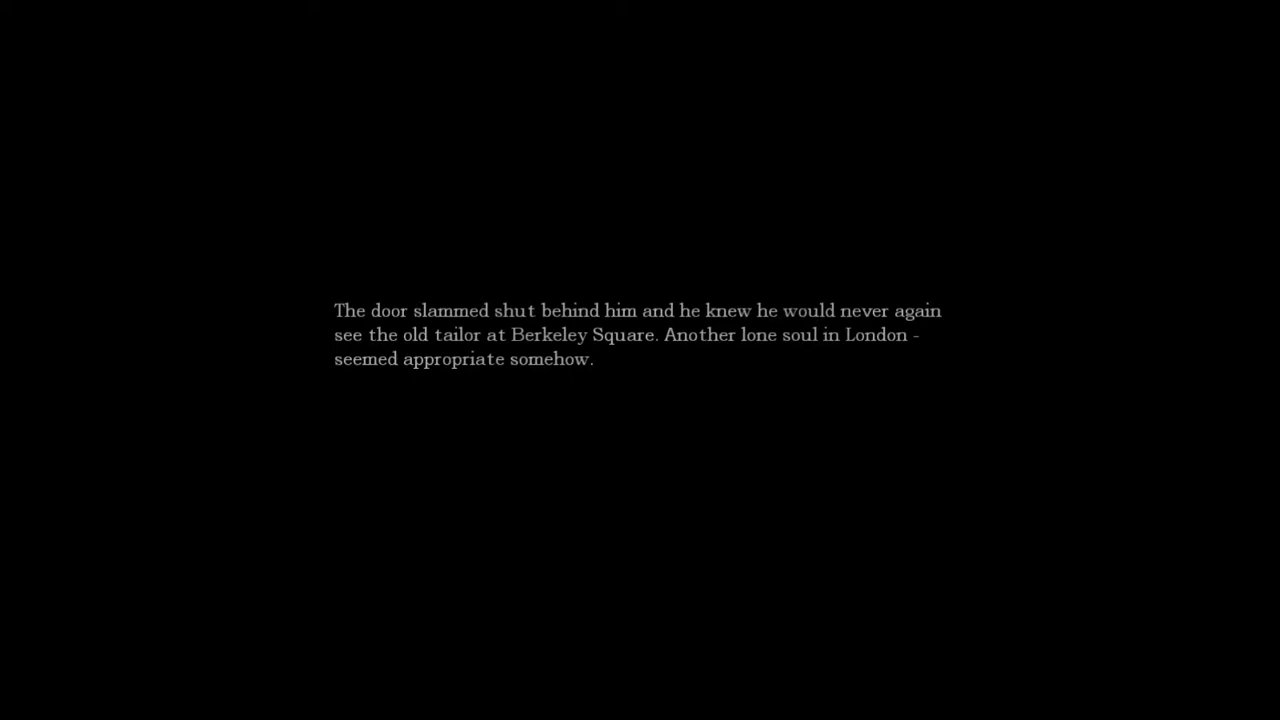 The door slammed shut behind him and he knew he would never again
see the old tailor at Berkeley Square. Another lone soul in London -
seemed appropriate somehow.